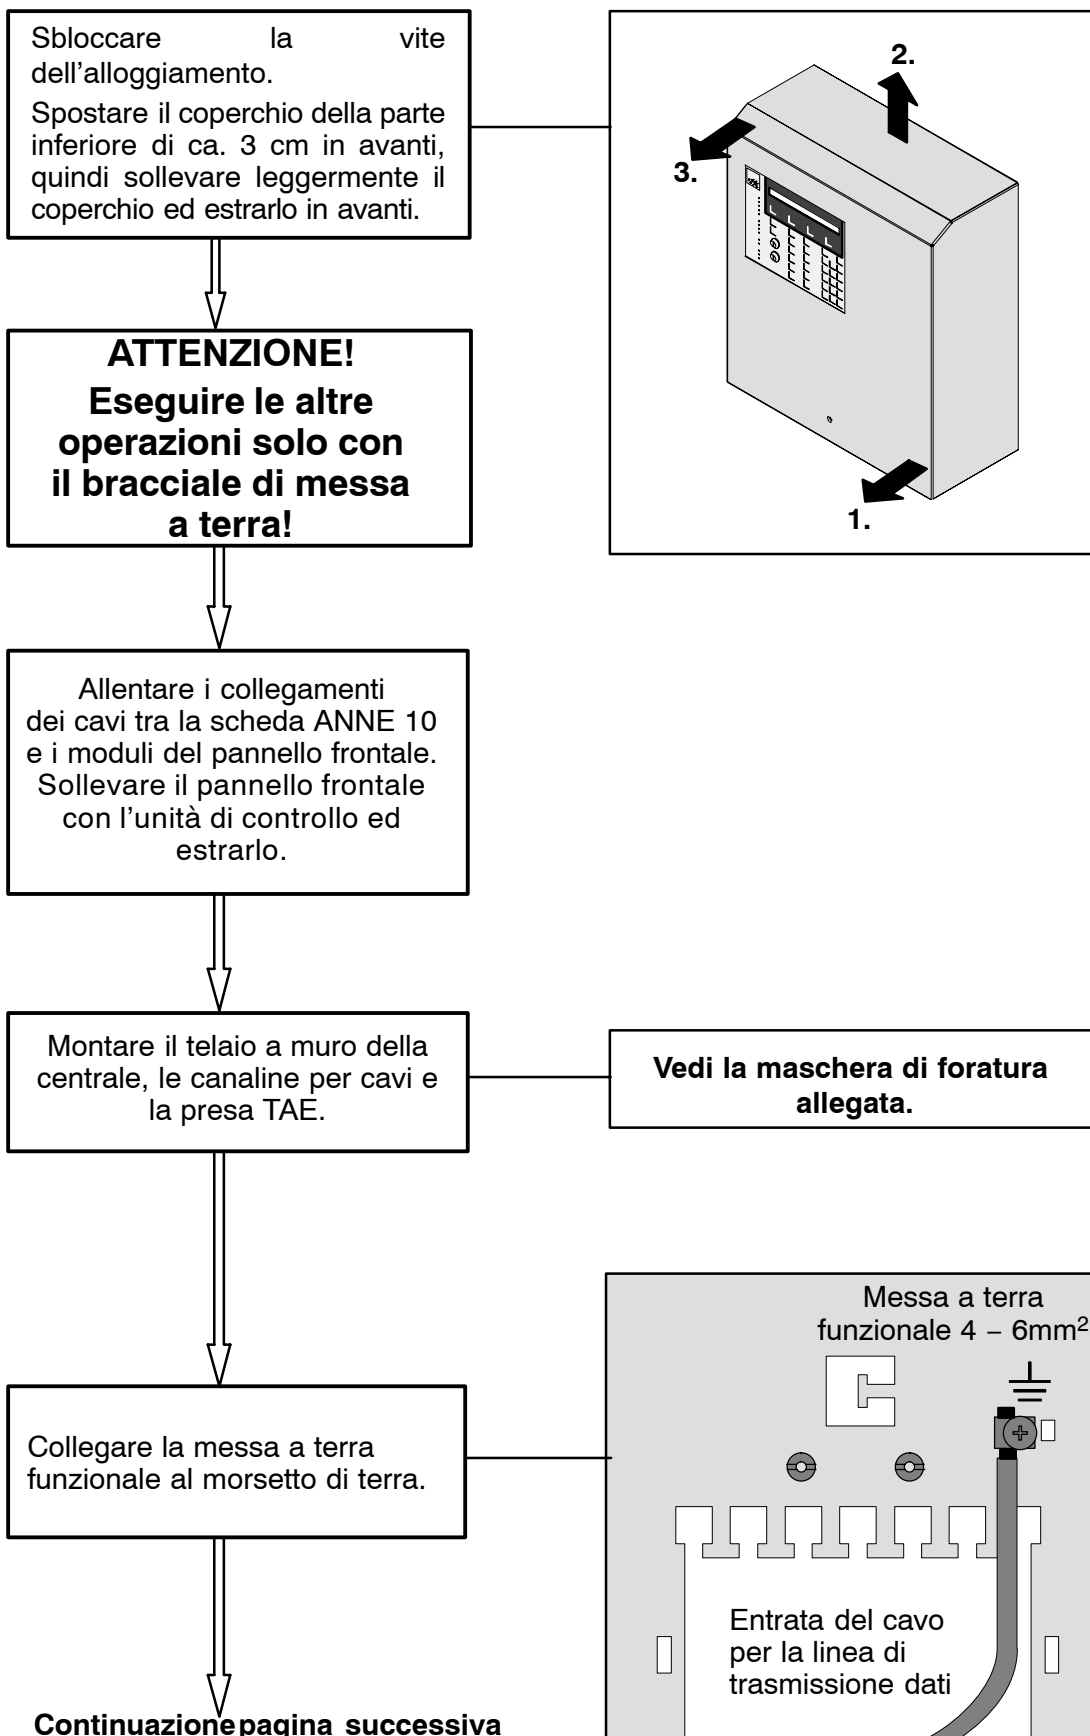 Sbloccare la vite
dell'alloggiamento.
Spostare il coperchio della parte
inferiore di ca. 3 cm in avanti,
quindi sollevare leggermente il
coperchio ed estrarlo in avanti.
2.
3.
1.
ATTENZIONE!
Eseguire le altre
operazioni solo con
il bracciale di messa
a terra!
Allentare i collegamenti
dei cavi tra la scheda ANNE 10
e i moduli del pannello frontale.
Sollevare il pannello frontale
con l'unità di controllo ed
estrarlo.
Montare il telaio a muro della
centrale, le canaline per cavi e
la presa TAE.
Vedi la maschera di foratura
allegata.
Collegare la messa a terra
funzionale al morsetto di terra.
Messa a terra
funzionale 4 – 6mm²
Entrata del cavo
per la linea di
trasmissione dati
Continuazione pagina successiva